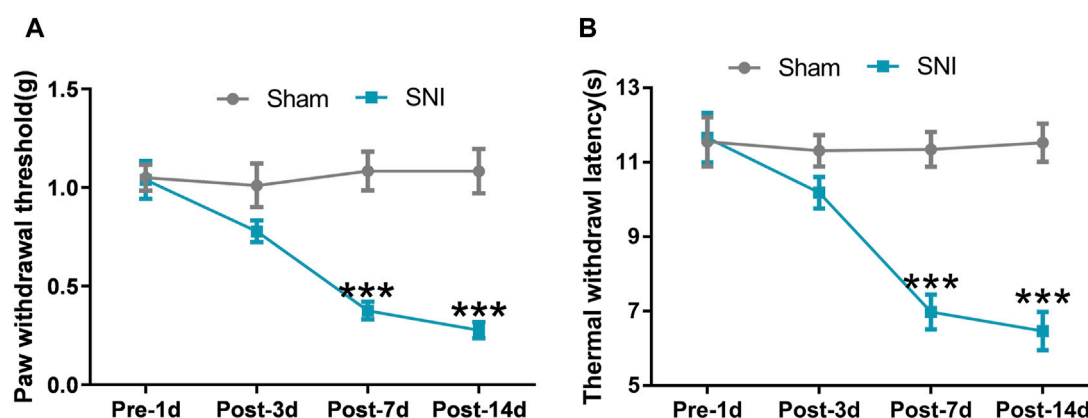 A
Paw withdrawal threshold(g)
Sham
SNI
1.5
1.0
0.5
0.0
***
***
Pre-1d
Post-3d
Post-7d
Post-14d
B
Thermal withdrawl latency(s)
Sham
SNI
13
11
9
7
5
***
***
Pre-1d
Post-3d
Post-7d
Post-14d